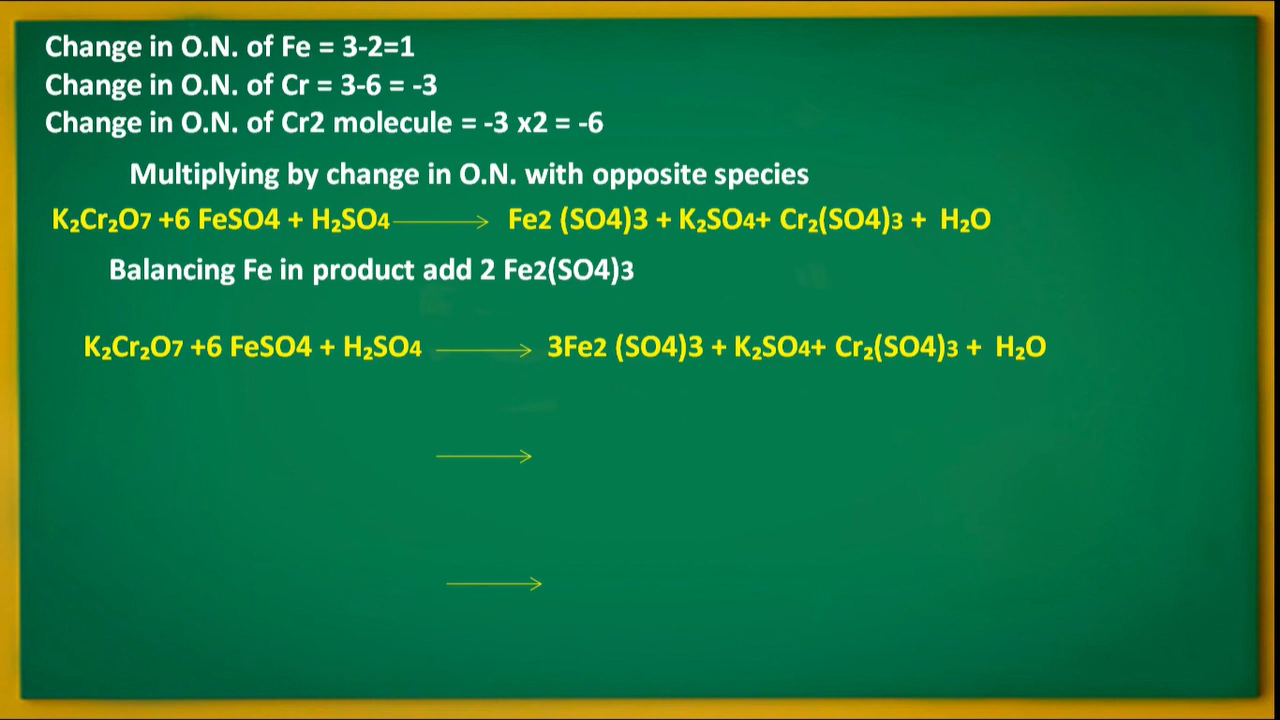 Change in O.N. of Fe = 3-2=1
Change in O.N. of Cr = 3-6 = -3
Change in O.N. of Cr2 molecule = -3 x2 = -6
Multiplying by change in O.N. with opposite species
K₂Cr₂O7 +6 FeSO4 + H₂SO4 ⟶ Fe2 (SO4)3 + K₂SO4+ Cr₂(SO4)3 + H₂O
Balancing Fe in product add 2 Fe2(SO4)3
K₂Cr₂O7 +6 FeSO4 + H₂SO4 ⟶ 3Fe2 (SO4)3 + K₂SO4+ Cr₂(SO4)3 + H₂O
⟶
⟶